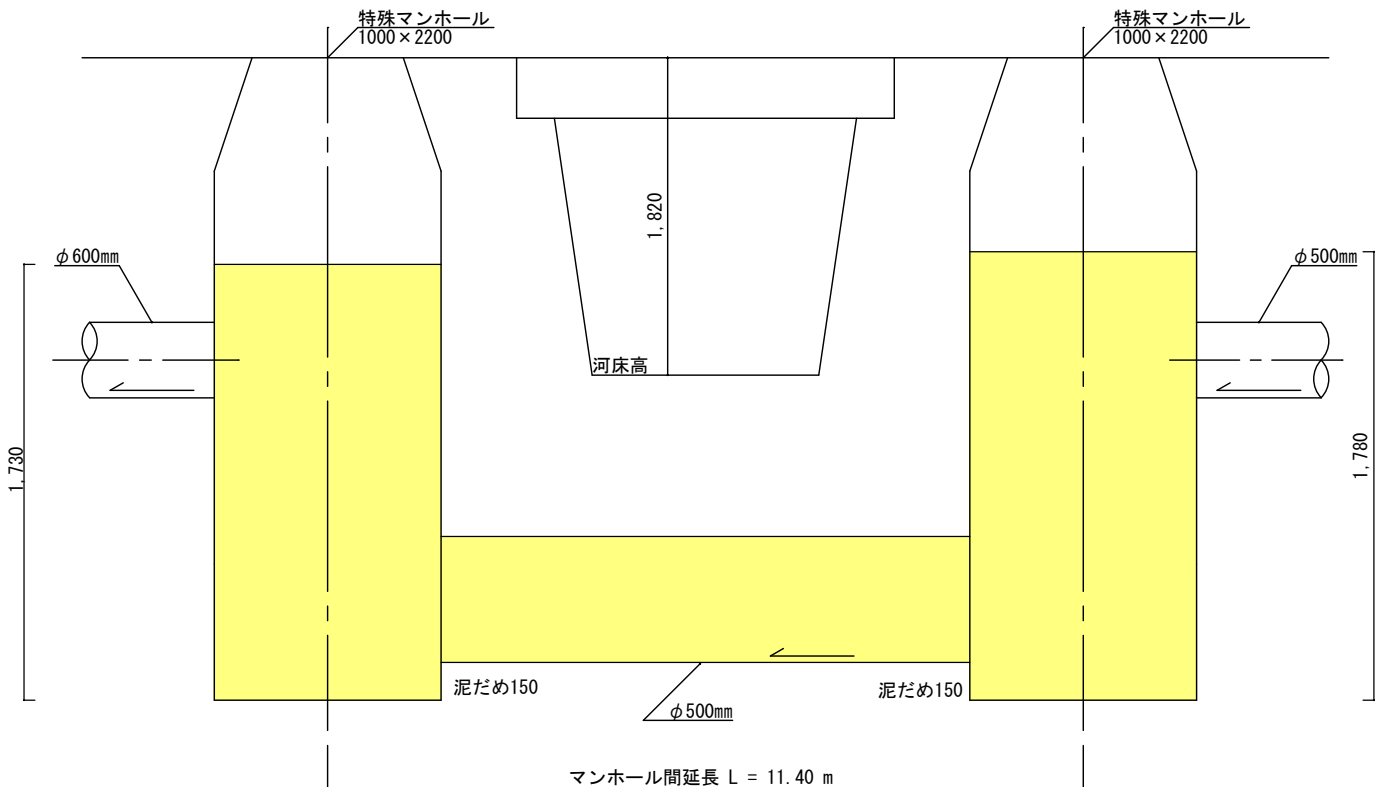 特殊マンホール
1000×2200
特殊マンホール
1000×2200
1,820
φ600mm
φ500mm
河床高
1,730
1,780
泥だめ150
泥だめ150
φ500mm
マンホール間延長 L = 11.40 m